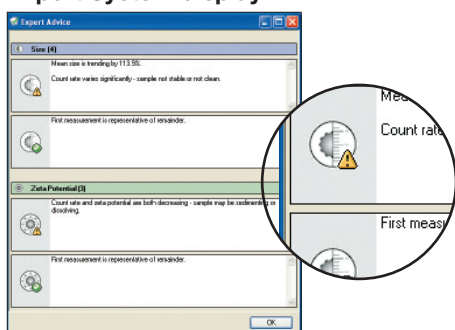 Expert Advice
Size (4)
Mean size is trending by 113.9%.
Count rate varies significantly - sample not stable or not clean.
First measurement is representative of remainder.
Zeta Potential (3)
Count rate and zeta potential are both decreasing - sample may be sedimenting or
dissolving.
First measurement is representative of remainder.
OK
Count rate
First meas